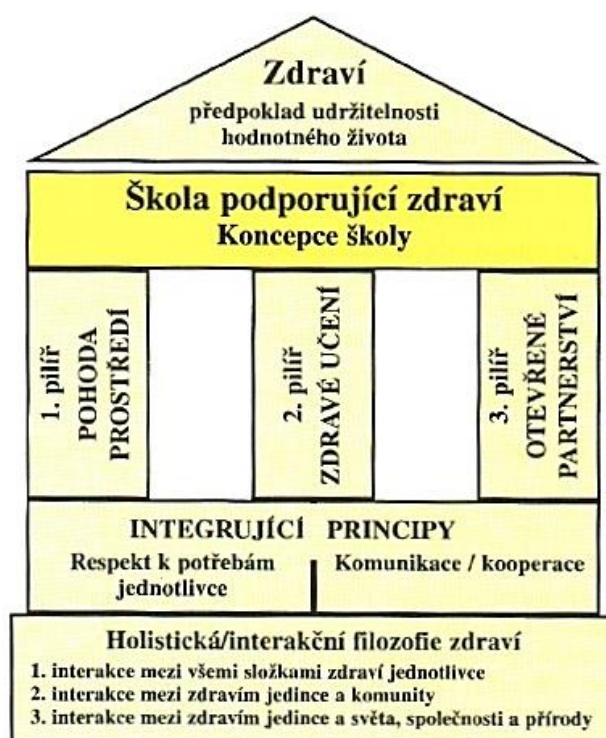 Zdraví
předpoklad udržitelnosti
hodnotného života
Škola podporující zdraví
Koncepce školy
1. pilíř
POHODA
PROSTŘEDÍ
2. pilíř
ZDRAVÉ UČENÍ
3. pilíř
OTEVŘENÉ
PARTNERSTVÍ
INTEGRUJÍCÍ PRINCIPY
Respekt k potřebám
jednotlivce
Komunikace / kooperace
Holistická/interakční filozofie zdraví
1. interakce mezi všemi složkami zdraví jednotlivce
2. interakce mezi zdravím jedince a komunity
3. interakce mezi zdravím jedince a světa, společnosti a přírody